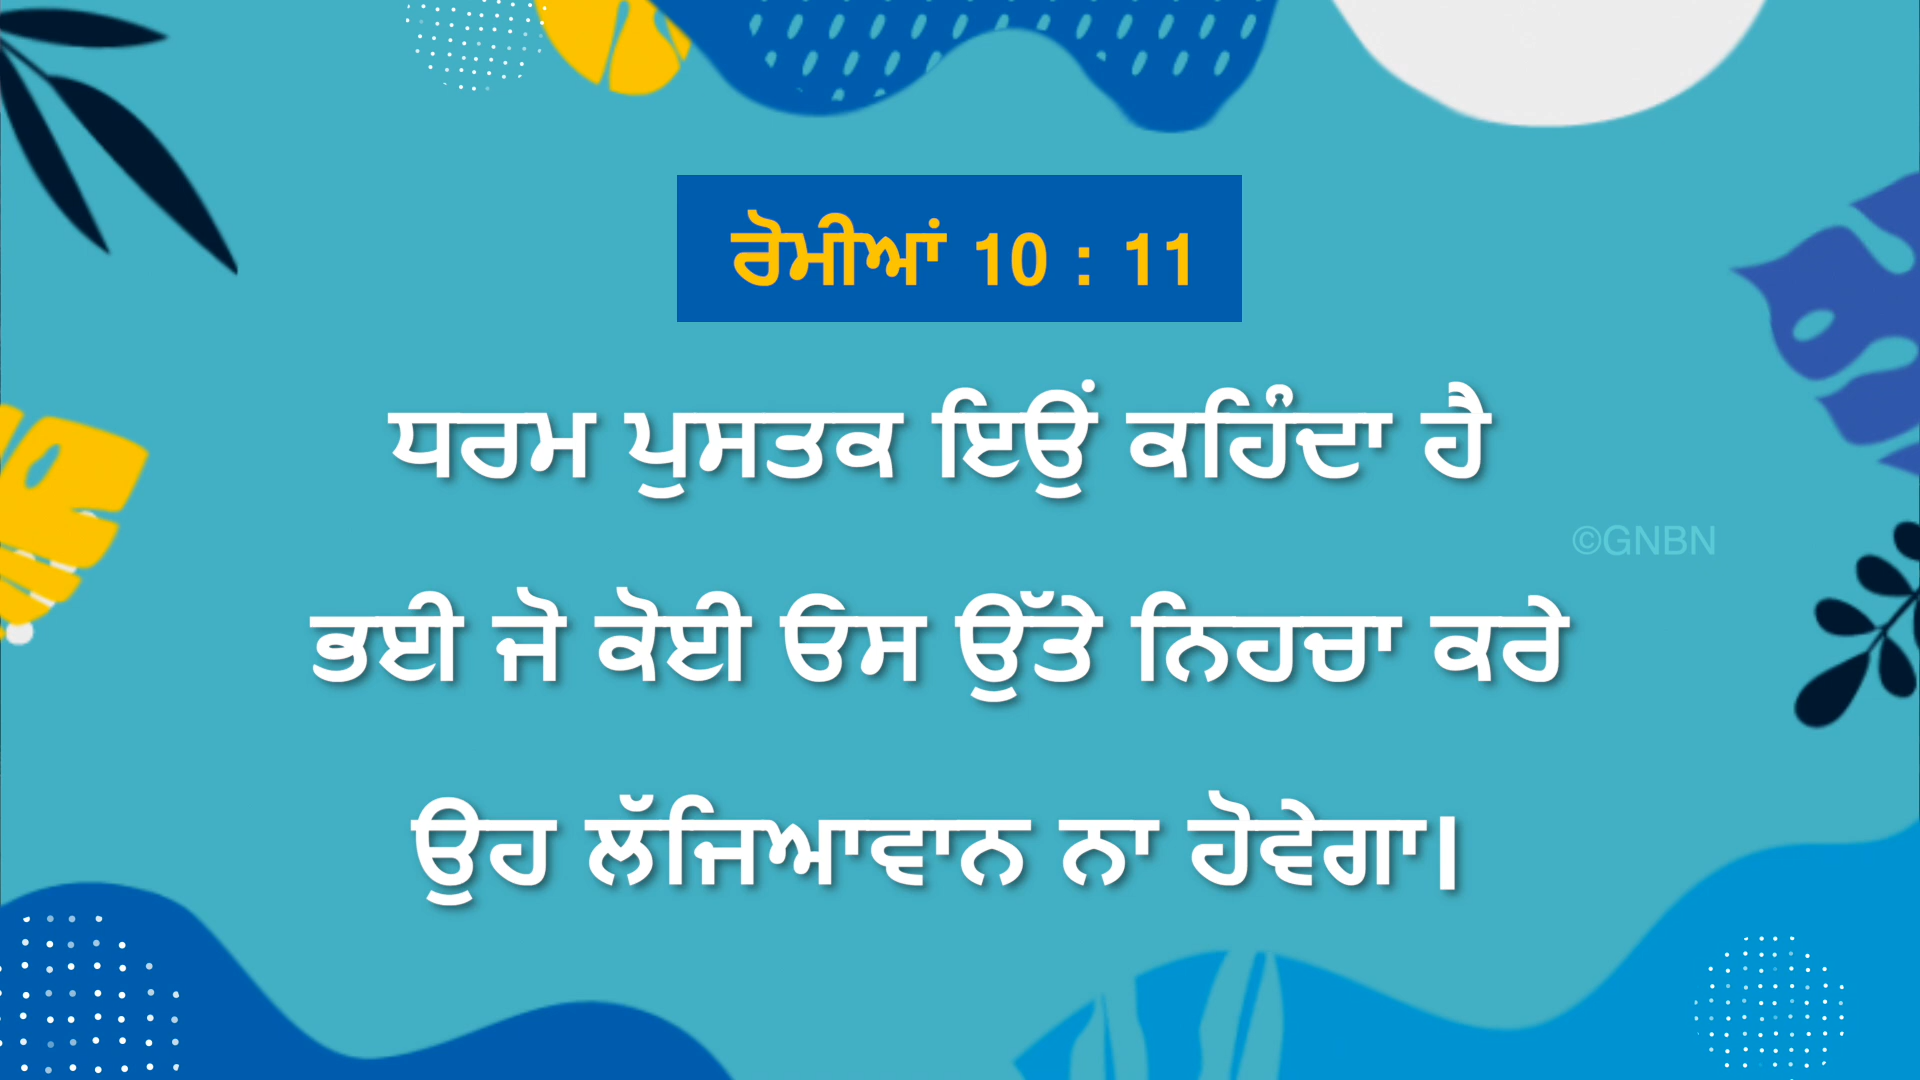 ਰੋਮੀਆਂ 10 : 11
ਧਰਮ ਪੁਸਤਕ ਇਉਂ ਕਹਿੰਦਾ ਹੈ
©GNBN
ਭਈ ਜੋ ਕੋਈ ਓਸ ਉੱਤੇ ਨਿਹਚਾ ਕਰੇ
ਉਹ ਲੱਜਿਆਵਾਨ ਨਾ ਹੋਵੇਗਾ।